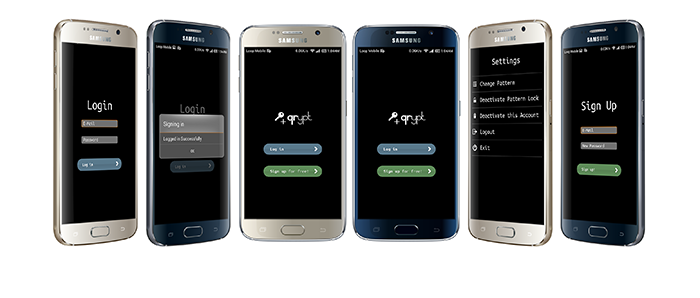 SAMSUNG
Login
E-Mail
Password
Log in
SAMSUNG
Login
Signing in
Logged in Successfully
OK
Log in
SAMSUNG
Loop Mobile
qrypt
Log in
Sign up for free!
SAMSUNG
Loop Mobile
qrypt
Log in
Sign up for free!
SAMSUNG
Settings
Change Pattern
Deactivate Pattern Lock
Deactivate this Account
Logout
Exit
SAMSUNG
Loop Mobile
Sign Up
E-Mail
New Password
Sign up